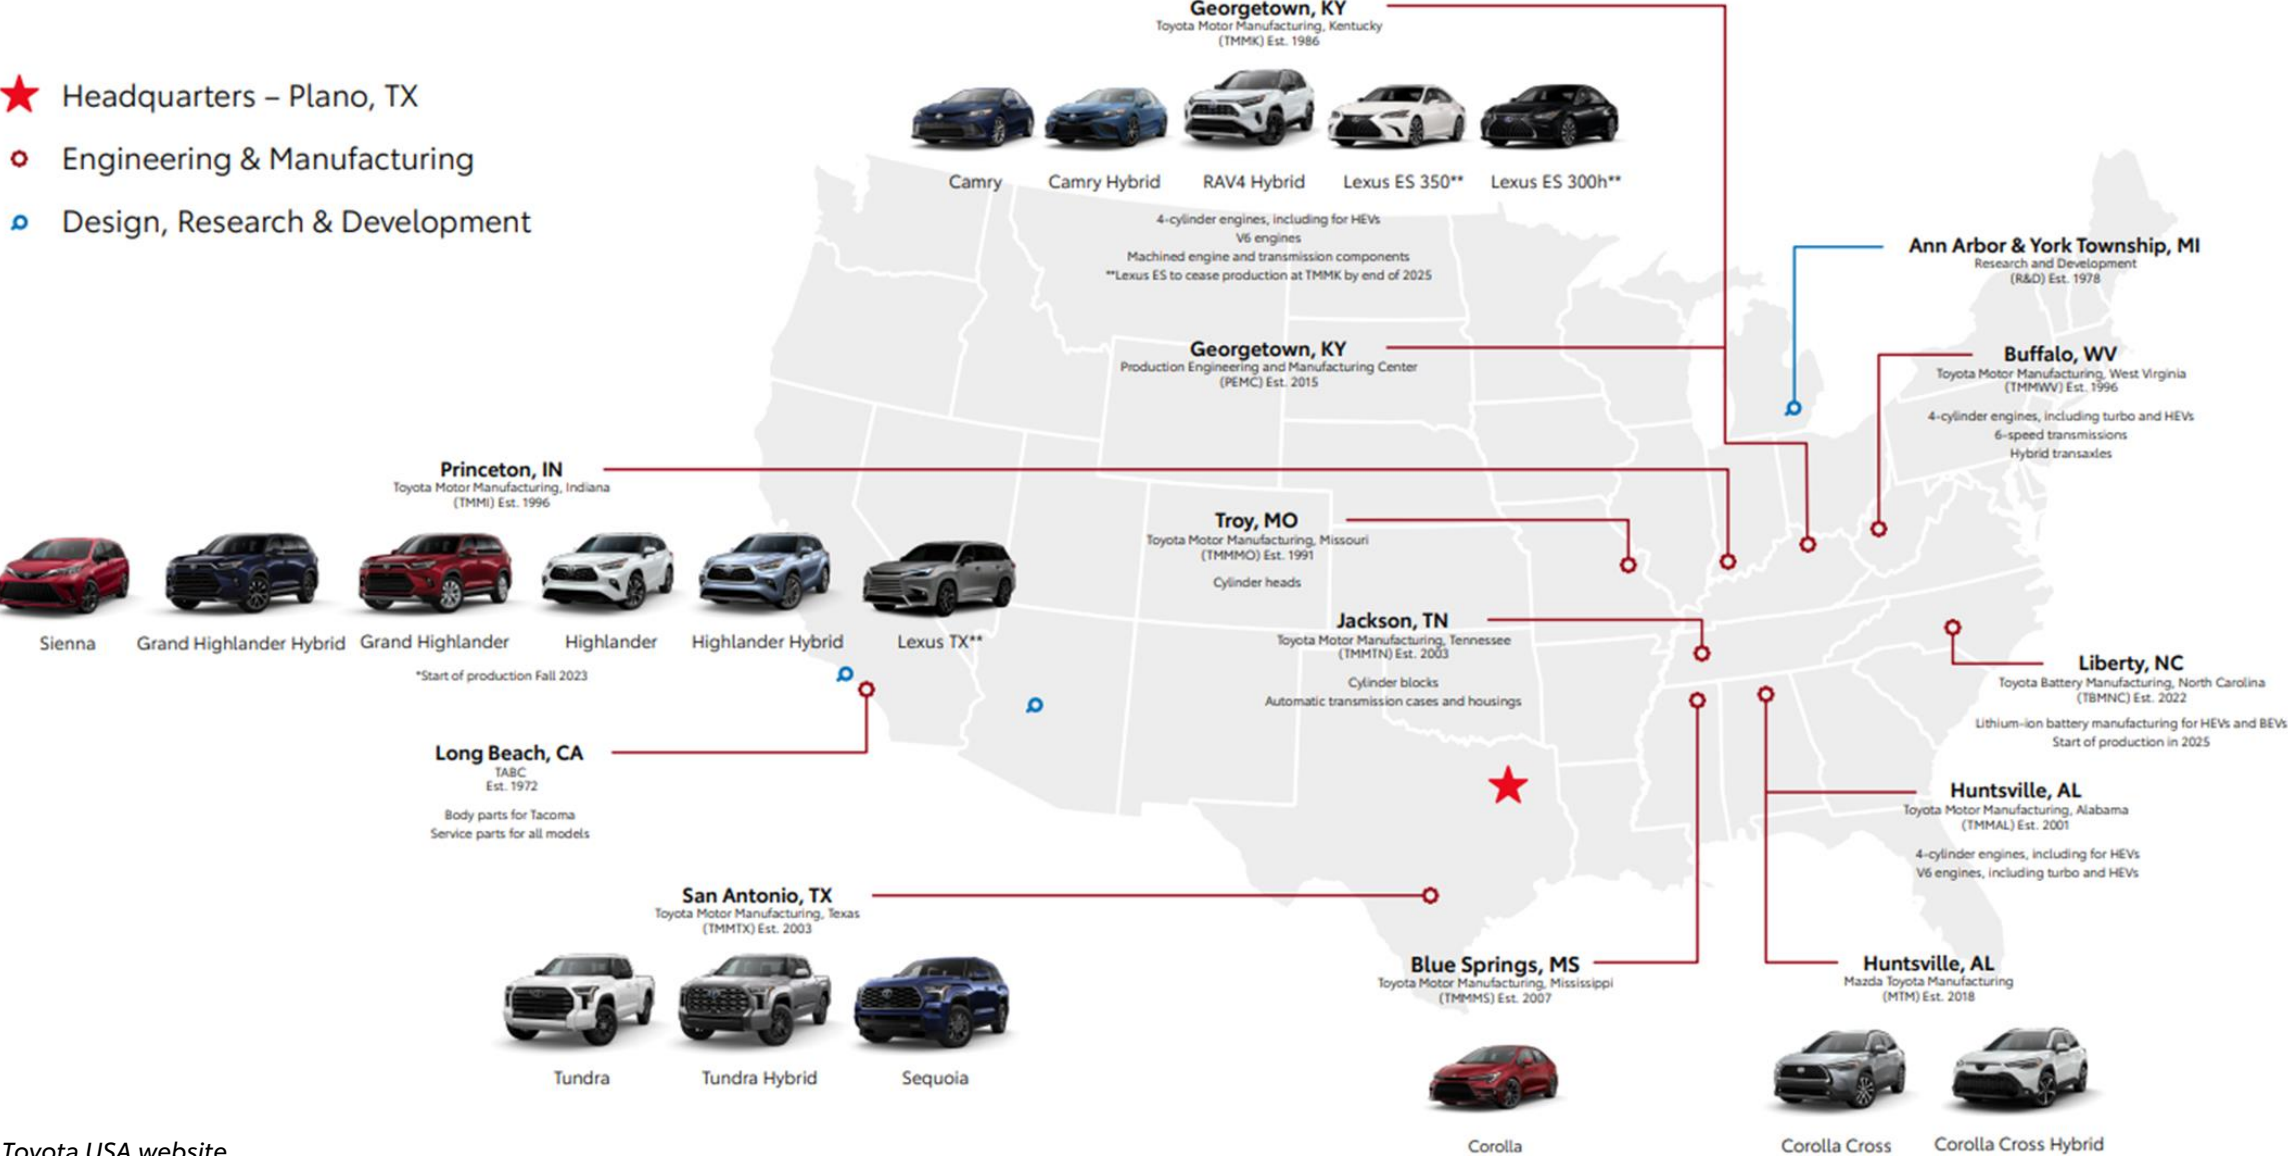 Headquarters – Plano, TX
Engineering & Manufacturing
Design, Research & Development
Georgetown, KY
Toyota Motor Manufacturing, Kentucky
(TMMK) Est. 1986
Camry
Camry Hybrid
RAV4 Hybrid
Lexus ES 350**
Lexus ES 300h**
4-cylinder engines, including for HEVs
V6 engines
Machined engine and transmission components
**Lexus ES to cease production at TMMK by end of 2025
Georgetown, KY
Production Engineering and Manufacturing Center
(PEMC) Est. 2015
Ann Arbor & York Township, MI
Research and Development
(R&D) Est. 1978
Buffalo, WV
Toyota Motor Manufacturing, West Virginia
(TMMWV) Est. 1996
4-cylinder engines, including turbo and HEVs
6-speed transmissions
Hybrid transaxles
Princeton, IN
Toyota Motor Manufacturing, Indiana
(TMMI) Est. 1996
Sienna
Grand Highlander Hybrid
Grand Highlander
Highlander
Highlander Hybrid
Lexus TX**
*Start of production Fall 2023
Troy, MO
Toyota Motor Manufacturing, Missouri
(TMMMO) Est. 1991
Cylinder heads
Jackson, TN
Toyota Motor Manufacturing, Tennessee
(TMMTN) Est. 2003
Cylinder blocks
Automatic transmission cases and housings
Liberty, NC
Toyota Battery Manufacturing, North Carolina
(TBMNC) Est. 2022
Lithium-ion battery manufacturing for HEVs and BEVs
Start of production in 2025
Long Beach, CA
TABC
Est. 1972
Body parts for Tacoma
Service parts for all models
Huntsville, AL
Toyota Motor Manufacturing, Alabama
(TMMAL) Est. 2001
4-cylinder engines, including for HEVs
V6 engines, including turbo and HEVs
San Antonio, TX
Toyota Motor Manufacturing, Texas
(TMMTX) Est. 2003
Tundra
Tundra Hybrid
Sequoia
Blue Springs, MS
Toyota Motor Manufacturing, Mississippi
(TMMMS) Est. 2007
Corolla
Huntsville, AL
Mazda Toyota Manufacturing
(MTM) Est. 2018
Corolla Cross
Corolla Cross Hybrid
Toyota USA website